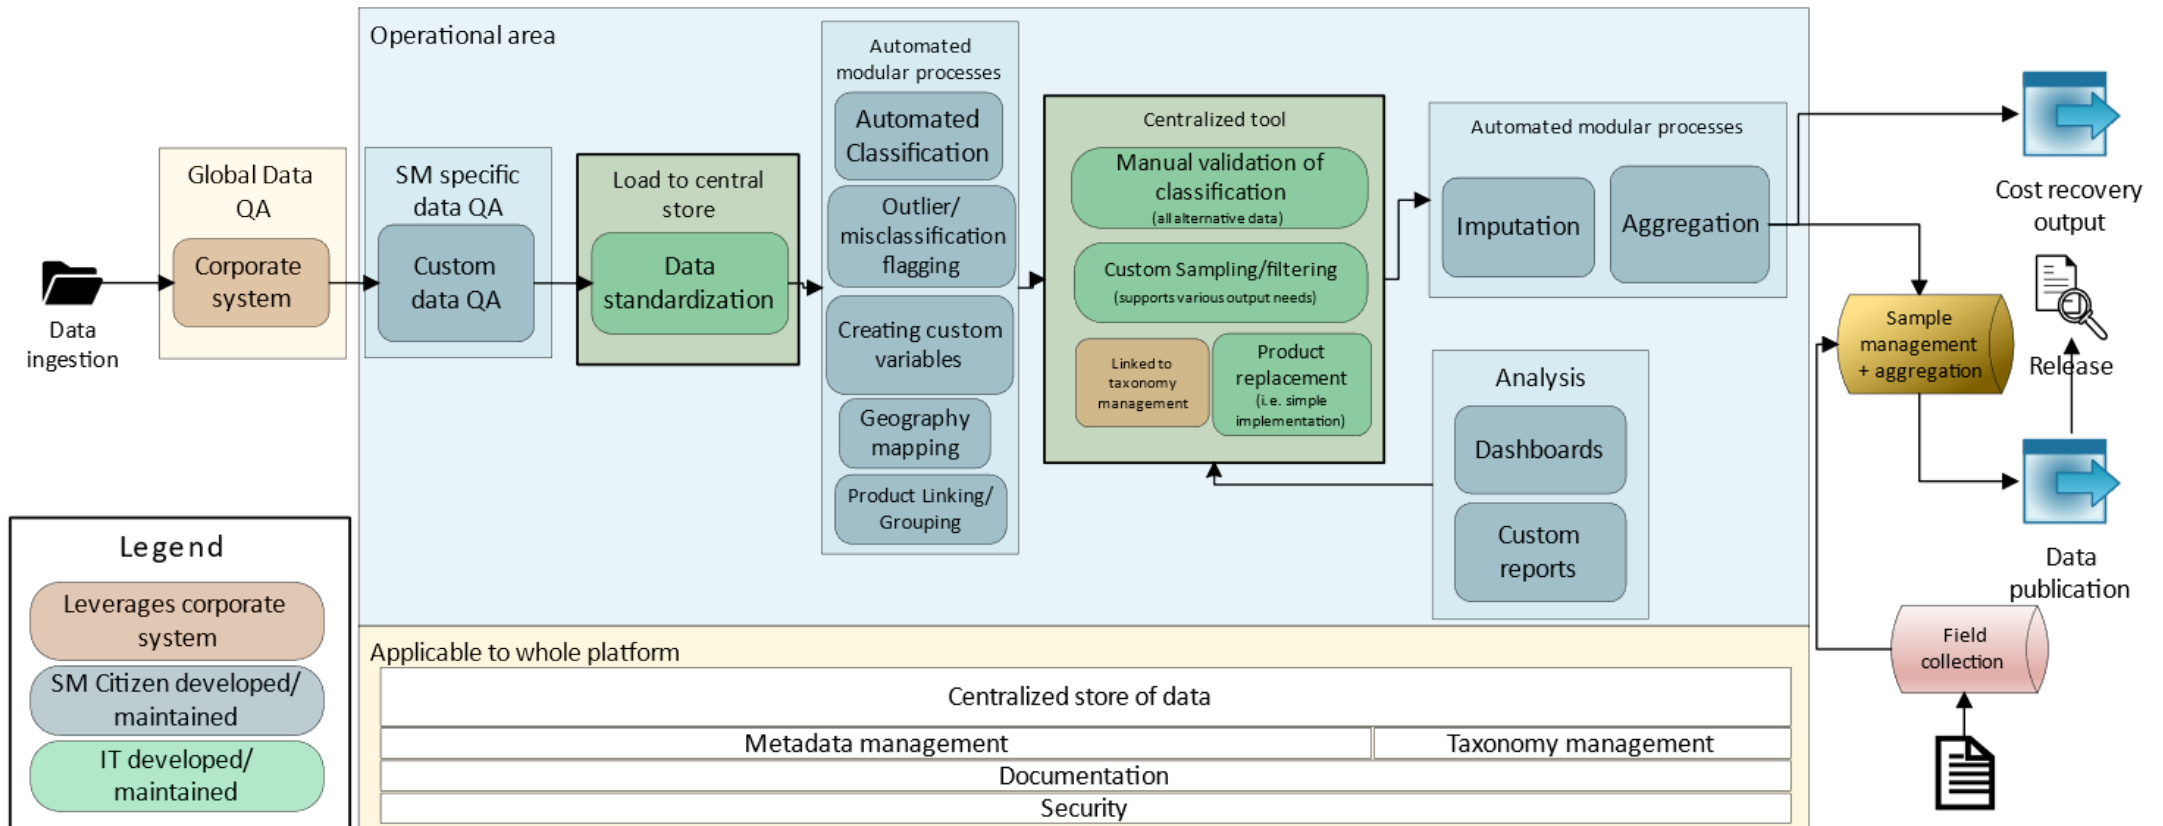 Operational area
Data
ingestion
Global Data
QA
Corporate
system
SM specific
data QA
Custom
data QA
Load to central
store
Data
standardization
Automated
modular processes
Automated
Classification
Outlier/
misclassification
flagging
Creating custom
variables
Geography
mapping
Product Linking/
Grouping
Centralized tool
Manual validation of
classification
(all alternative data)
Custom Sampling/filtering
(supports various output needs)
Linked to
taxonomy
management
Product
replacement
(i.e. simple
implementation)
Automated modular processes
Imputation
Aggregation
Analysis
Dashboards
Custom
reports
Cost recovery
output
Sample
management
+ aggregation
Release
Data
publication
Field
collection
Legend
Leverages corporate
system
SM Citizen developed/
maintained
IT developed/
maintained
Applicable to whole platform
Centralized store of data
Metadata management
Taxonomy management
Documentation
Security